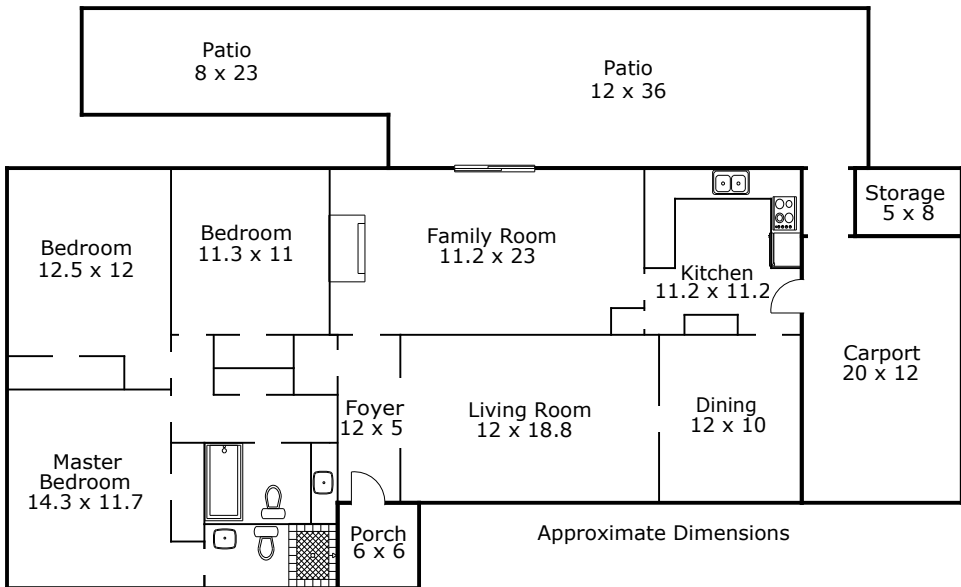 Patio
8 x 23
Patio
12 x 36
Storage
5 x 8
Bedroom
12.5 x 12
Bedroom
11.3 x 11
Family Room
11.2 x 23
Kitchen
11.2 x 11.2
Carport
20 x 12
Foyer
12 x 5
Living Room
12 x 18.8
Dining
12 x 10
Master
Bedroom
14.3 x 11.7
Porch
6 x 6
Approximate Dimensions